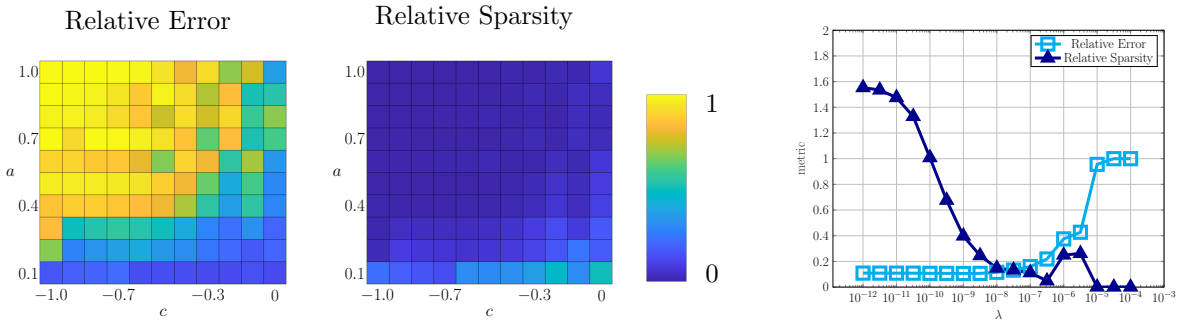 Relative Error
1.0
0.7
a
0.4
0.1
−1.0 −0.7 −0.3 0
c
Relative Sparsity
1.0
0.7
a
0.4
0.1
−1.0 −0.7 −0.3 0
c
1
0
2
1.8
1.6
1.4
1.2
1
0.8
0.6
0.4
0.2
0
metric
Relative Error
Relative Sparsity
10⁻¹² 10⁻¹¹ 10⁻¹⁰ 10⁻⁹ 10⁻⁸ 10⁻⁷ 10⁻⁶ 10⁻⁵ 10⁻⁴ 10⁻³
λ